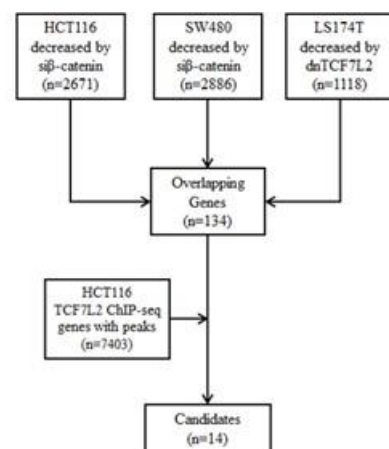 HCT116
decreased by
siβ-catenin
(n=2671)
SW480
decreased by
siβ-catenin
(n=2886)
LS174T
decreased by
dnTCF7L2
(n=1118)
Overlapping
Genes
(n=134)
HCT116
TCF7L2 ChIP-seq
genes with peaks
(n=7403)
Candidates
(n=14)